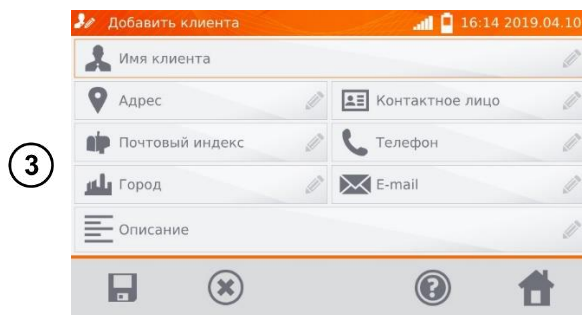 Добавить клиента 16:14 2019.04.10
Имя клиента
Адрес Контактное лицо
Почтовый индекс Телефон
3
Город E-mail
Описание